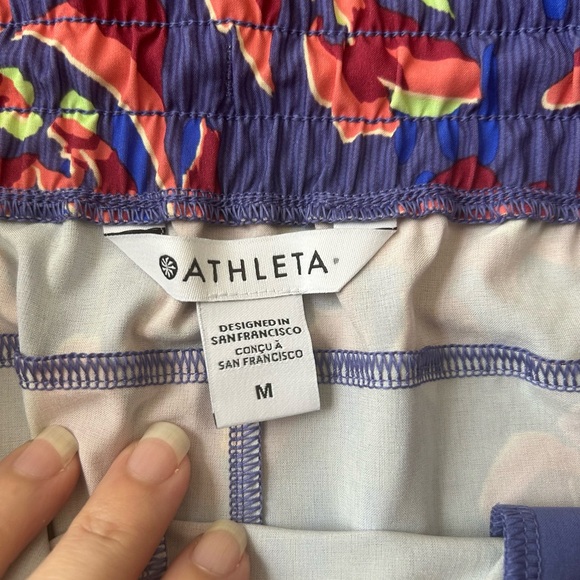 ATHLETA
DESIGNED IN
SAN FRANCISCO
CONÇU À
SAN FRANCISCO
M